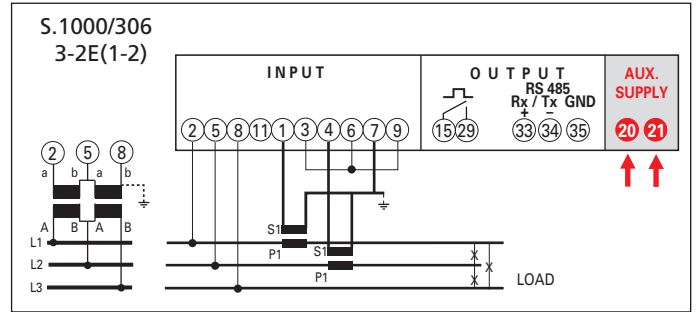 S.1000/306
3-2E(1-2)
INPUT
OUTPUT
RS 485
Rx / Tx GND
+ −
AUX.
SUPPLY
2 5 8 11 1 3 4 6 7 9
15 29 33 34 35
20 21
2 5 8
a b a b
A B A B
S1
L1
P1
S1
L2
P1
L3
X
X
X
LOAD